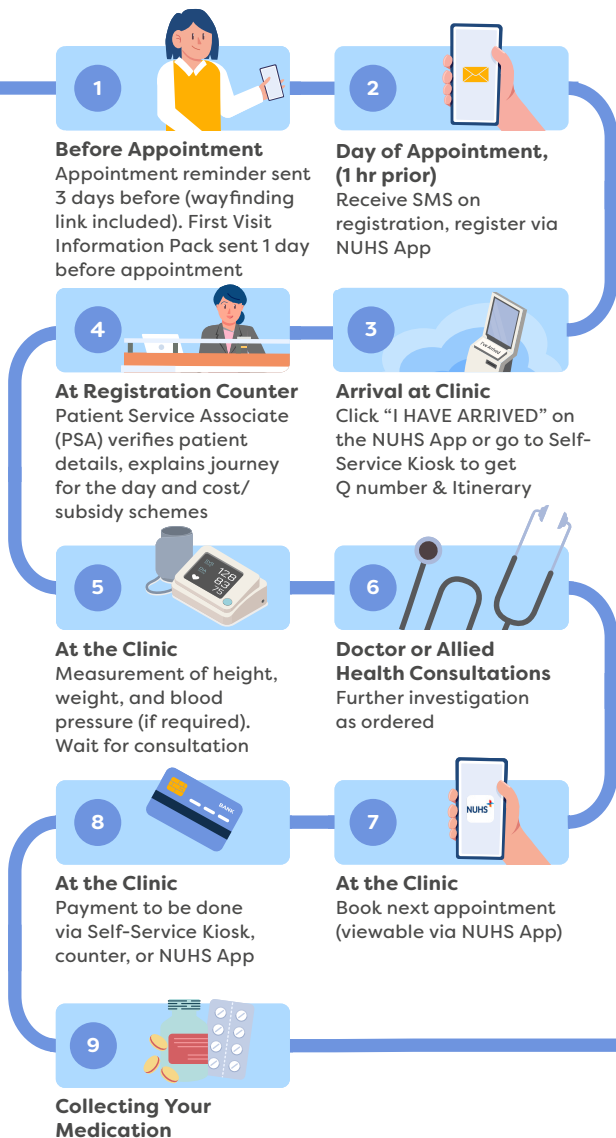 1
Before Appointment
Appointment reminder sent
3 days before (wayfinding
link included). First Visit
Information Pack sent 1 day
before appointment
2
Day of Appointment,
(1 hr prior)
Receive SMS on
registration, register via
NUHS App
3
Arrival at Clinic
Click “I HAVE ARRIVED” on
the NUHS App or go to Self-
Service Kiosk to get
Q number & Itinerary
4
At Registration Counter
Patient Service Associate
(PSA) verifies patient
details, explains journey
for the day and cost/
subsidy schemes
5
128
83
75
At the Clinic
Measurement of height,
weight, and blood
pressure (if required).
Wait for consultation
6
Doctor or Allied
Health Consultations
Further investigation
as ordered
7
NUHS
At the Clinic
Book next appointment
(viewable via NUHS App)
8
BANK
At the Clinic
Payment to be done
via Self-Service Kiosk,
counter, or NUHS App
9
Collecting Your
Medication